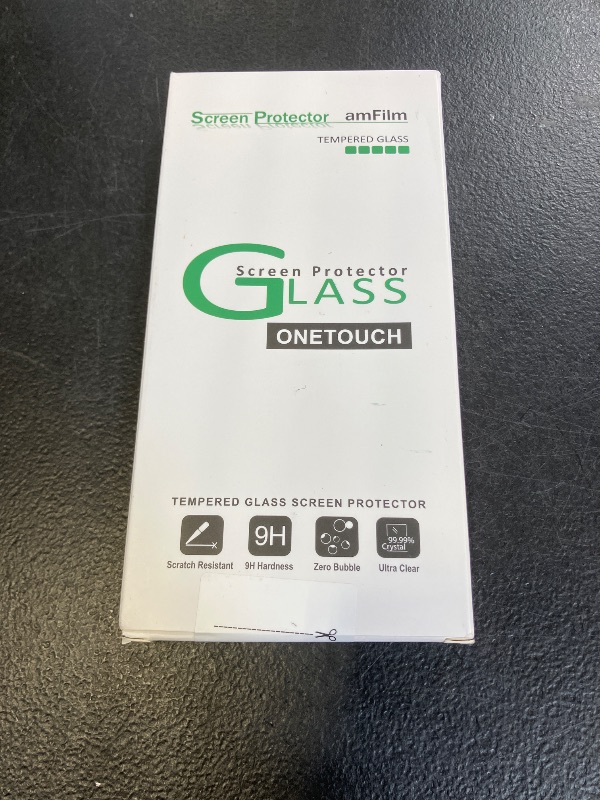 Screen Protector amFilm
TEMPERED GLASS
Screen Protector
GLASS
ONETOUCH
TEMPERED GLASS SCREEN PROTECTOR
9H
99.99%
Crystal
Scratch Resistant 9H Hardness Zero Bubble Ultra Clear